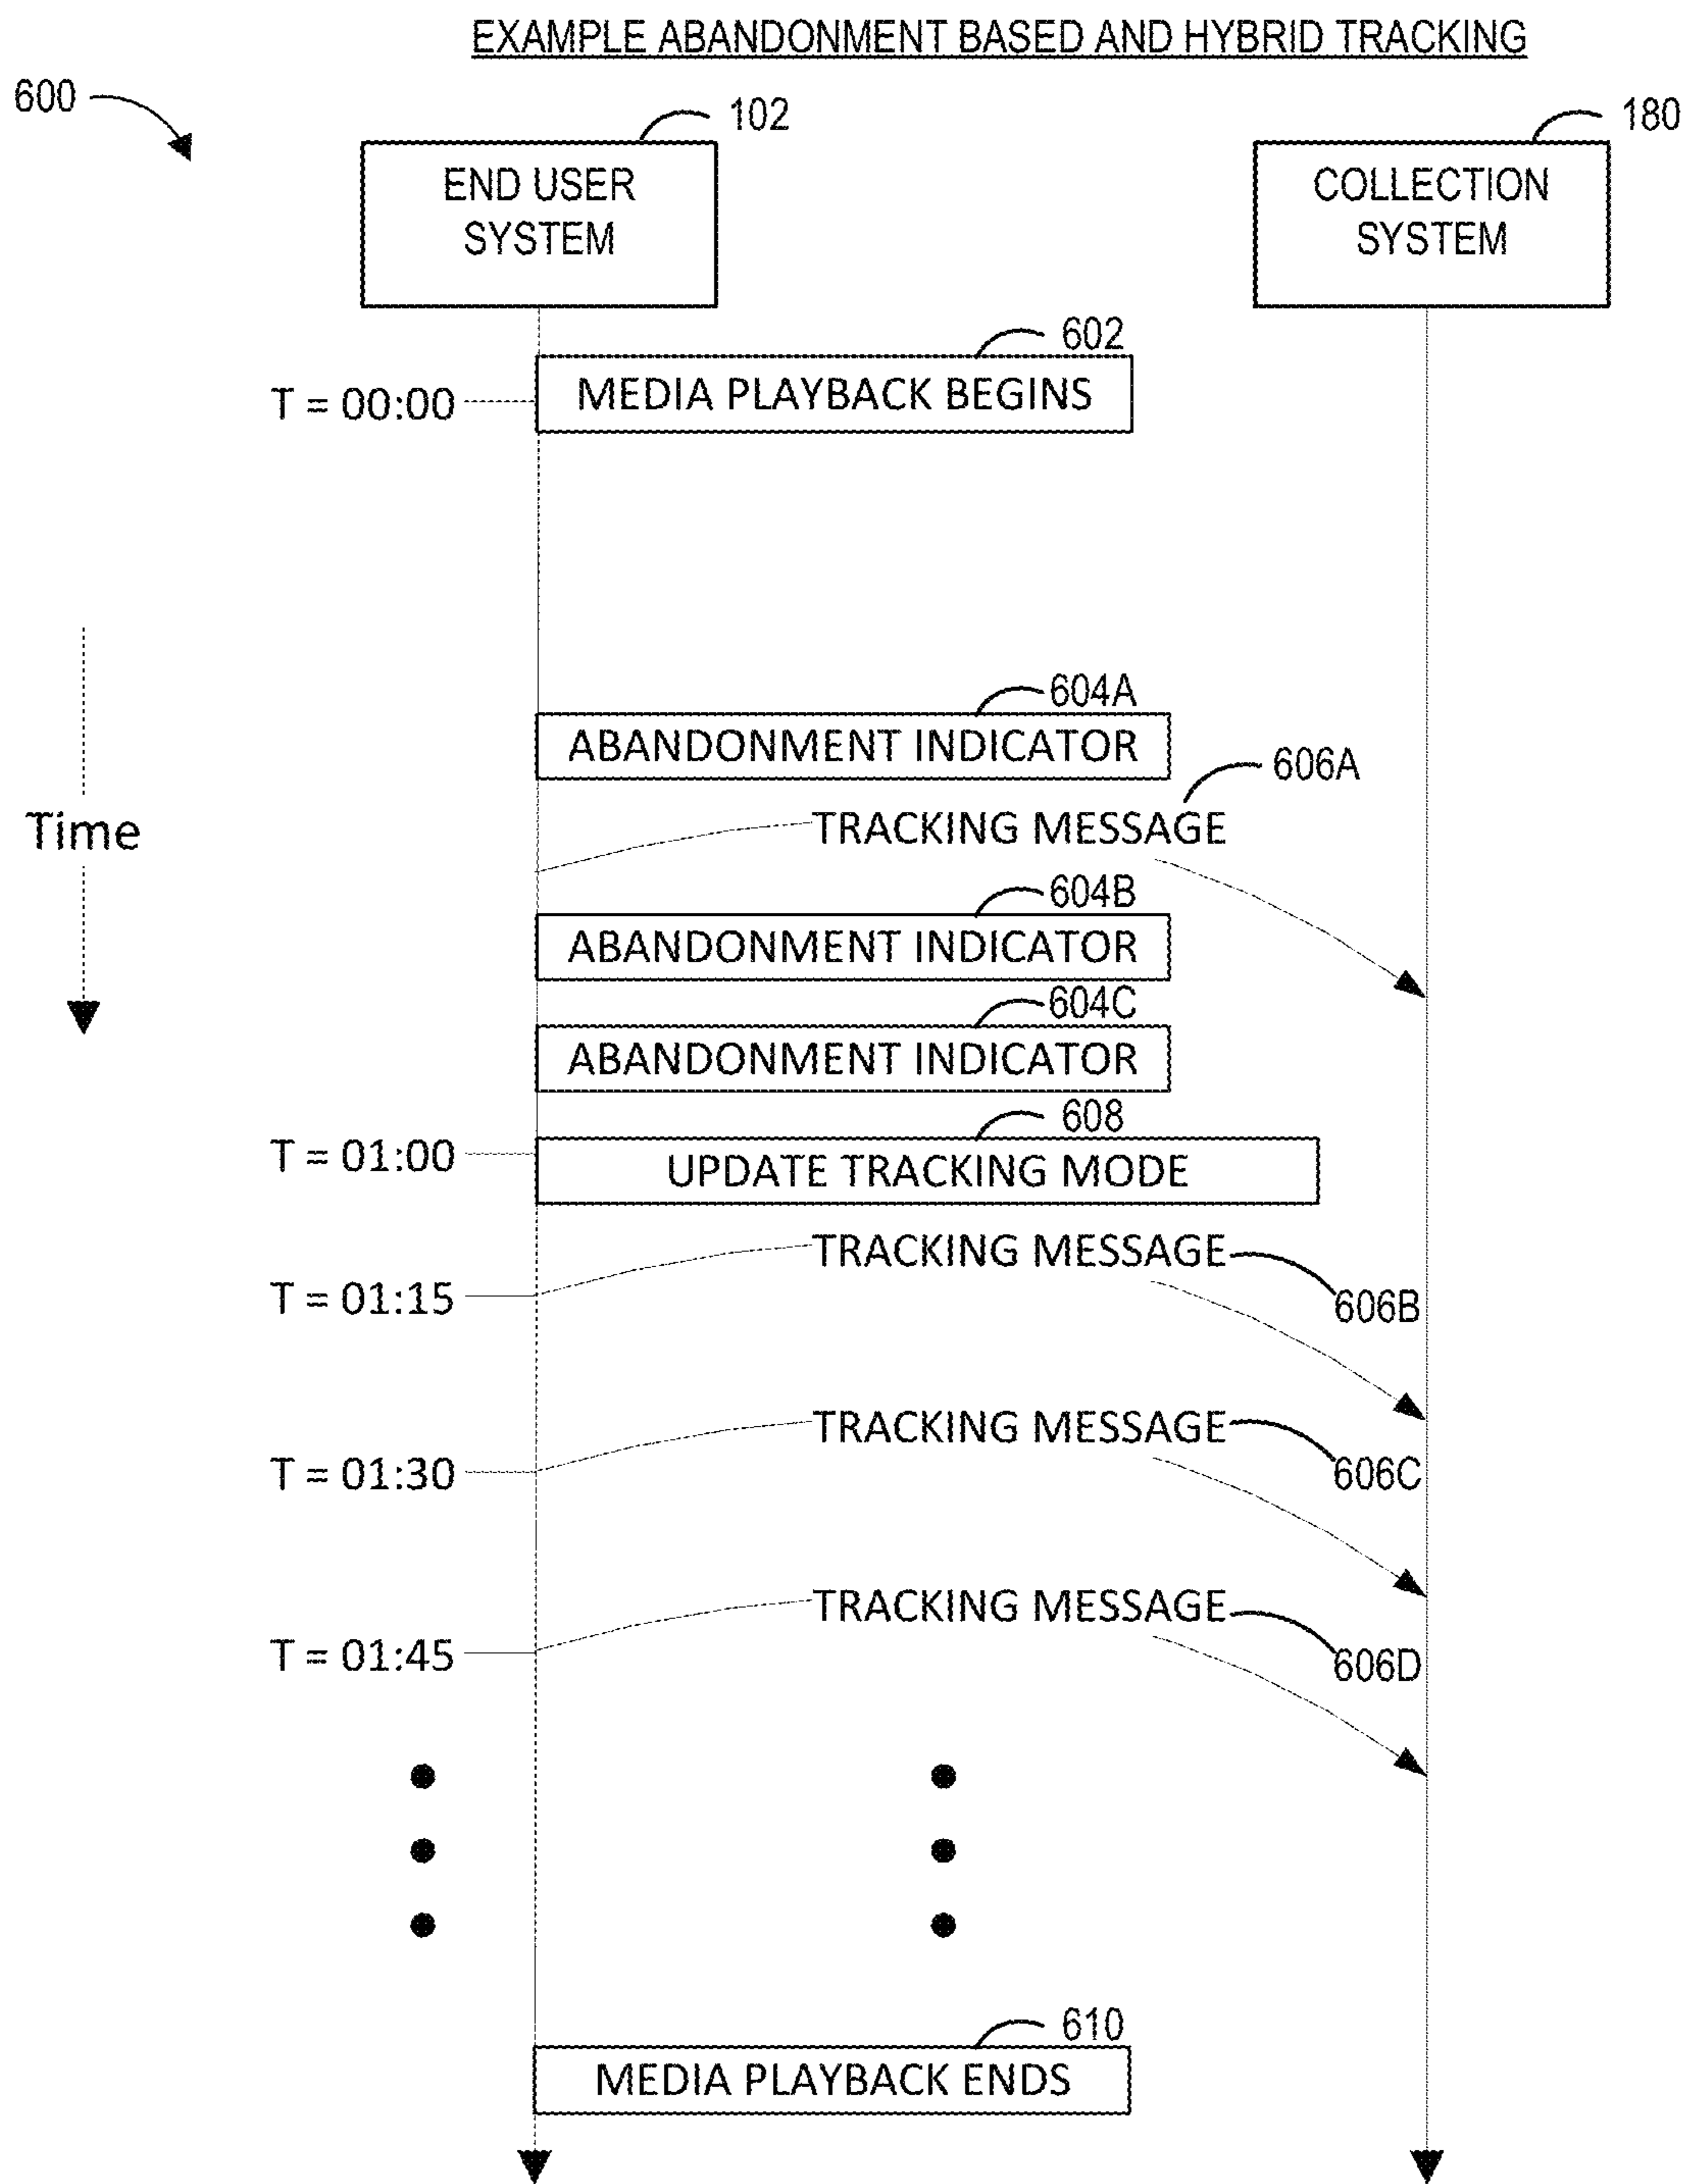 EXAMPLE ABANDONMENT BASED AND HYBRID TRACKING
600
102
180
END USER
SYSTEM
COLLECTION
SYSTEM
602
T = 00:00
MEDIA PLAYBACK BEGINS
604A
ABANDONMENT INDICATOR
606A
Time
TRACKING MESSAGE
604B
ABANDONMENT INDICATOR
604C
ABANDONMENT INDICATOR
608
T = 01:00
UPDATE TRACKING MODE
TRACKING MESSAGE
T = 01:15
606B
TRACKING MESSAGE
T = 01:30
606C
TRACKING MESSAGE
T = 01:45
606D
610
MEDIA PLAYBACK ENDS